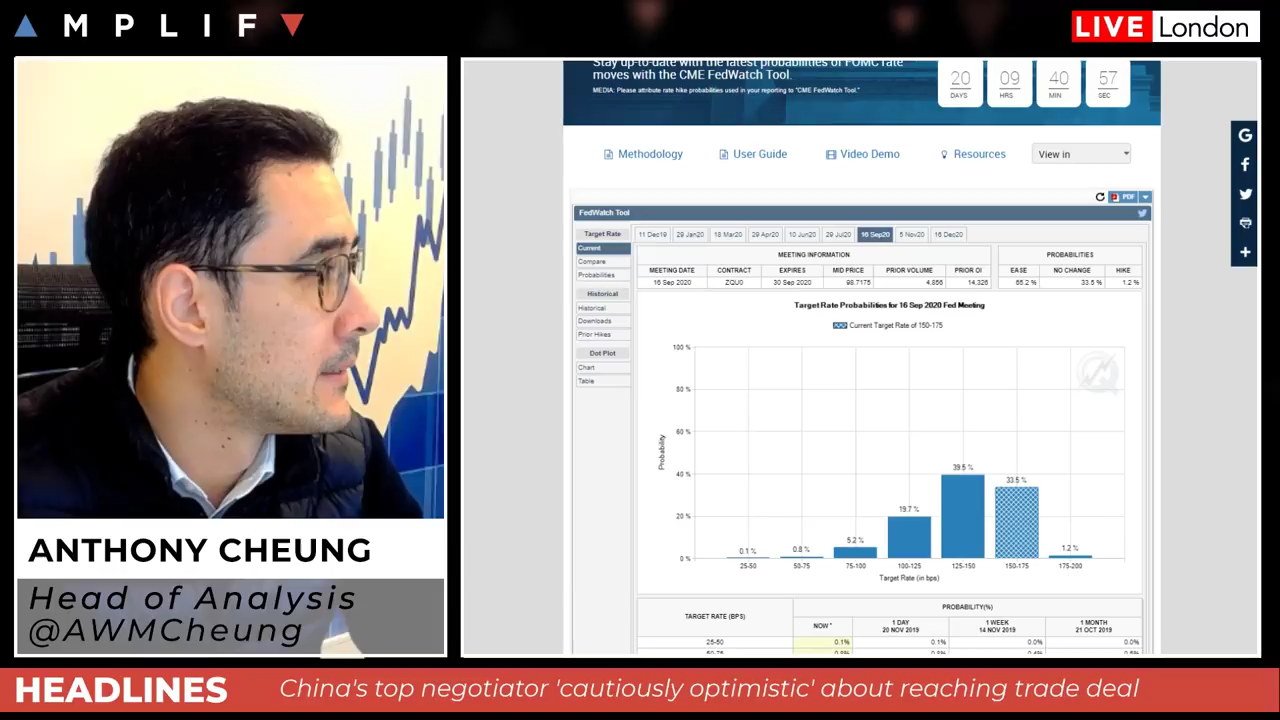 AMPLIFY
LIVE London
Stay up-to-date with the latest probabilities of FOMC rate
moves with the CME FedWatch Tool.
MEDIA: Please attribute rate hike probabilities used in your reporting to "CME FedWatch Tool."
20 09 40 57
DAYS HRS MIN SEC
Methodology User Guide Video Demo Resources View in
PDF
FedWatch Tool
Target Rate
Current
Compare
Probabilities
Historical
Historical
Downloads
Prior Hikes
Dot Plot
Chart
Table
11 Dec19 29 Jan20 18 Mar20 29 Apr20 10 Jun20 29 Jul20 16 Sep20 5 Nov20 16 Dec20
MEETING INFORMATION PROBABILITIES
MEETING DATE CONTRACT EXPIRES MID PRICE PRIOR VOLUME PRIOR OI EASE NO CHANGE HIKE
16 Sep 2020 ZQU0 30 Sep 2020 98.7175 4,856 14,326 65.2 % 33.5 % 1.2 %
Target Rate Probabilities for 16 Sep 2020 Fed Meeting
Current Target Rate of 150-175
100 %
80 %
60 %
40 %
20 %
0 %
Probability
0.1 % 0.8 % 5.2 % 19.7 % 39.5 % 33.5 % 1.2 %
25-50 50-75 75-100 100-125 125-150 150-175 175-200
Target Rate (in bps)
TARGET RATE (BPS) PROBABILITY(%)
NOW * 1 DAY 1 WEEK 1 MONTH
20 NOV 2019 14 NOV 2019 21 OCT 2019
25-50 0.1% 0.1% 0.0% 0.0%
ANTHONY CHEUNG
Head of Analysis
@AWMCheung
HEADLINES China's top negotiator 'cautiously optimistic' about reaching trade deal